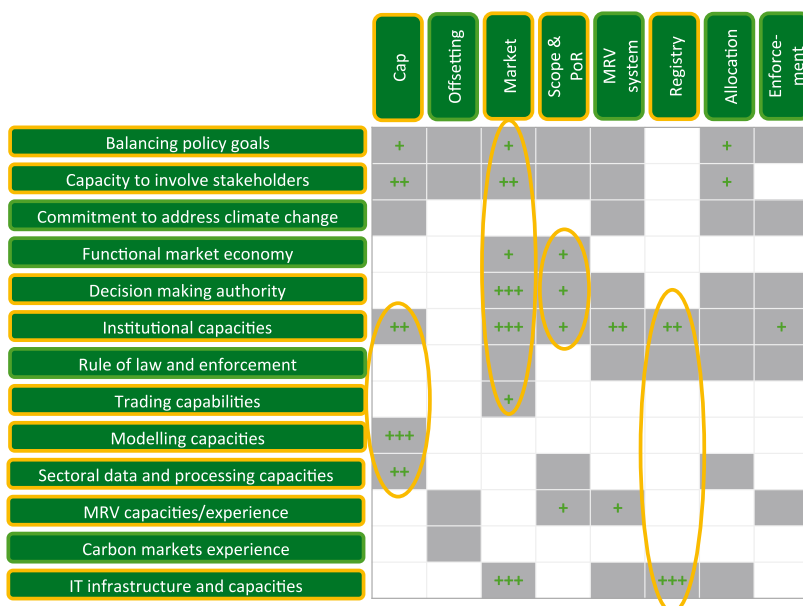 Cap
Offsetting
Market
Scope &
PoR
MRV
system
Registry
Allocation
Enforce-
ment
Balancing policy goals
+ + +
Capacity to involve stakeholders
++ ++ +
Commitment to address climate change
Functional market economy
+ +
Decision making authority
+++ +
Institutional capacities
++ +++ + ++ ++ +
Rule of law and enforcement
Trading capabilities
+
Modelling capacities
+++
Sectoral data and processing capacities
++
MRV capacities/experience
+ +
Carbon markets experience
IT infrastructure and capacities
+++ +++